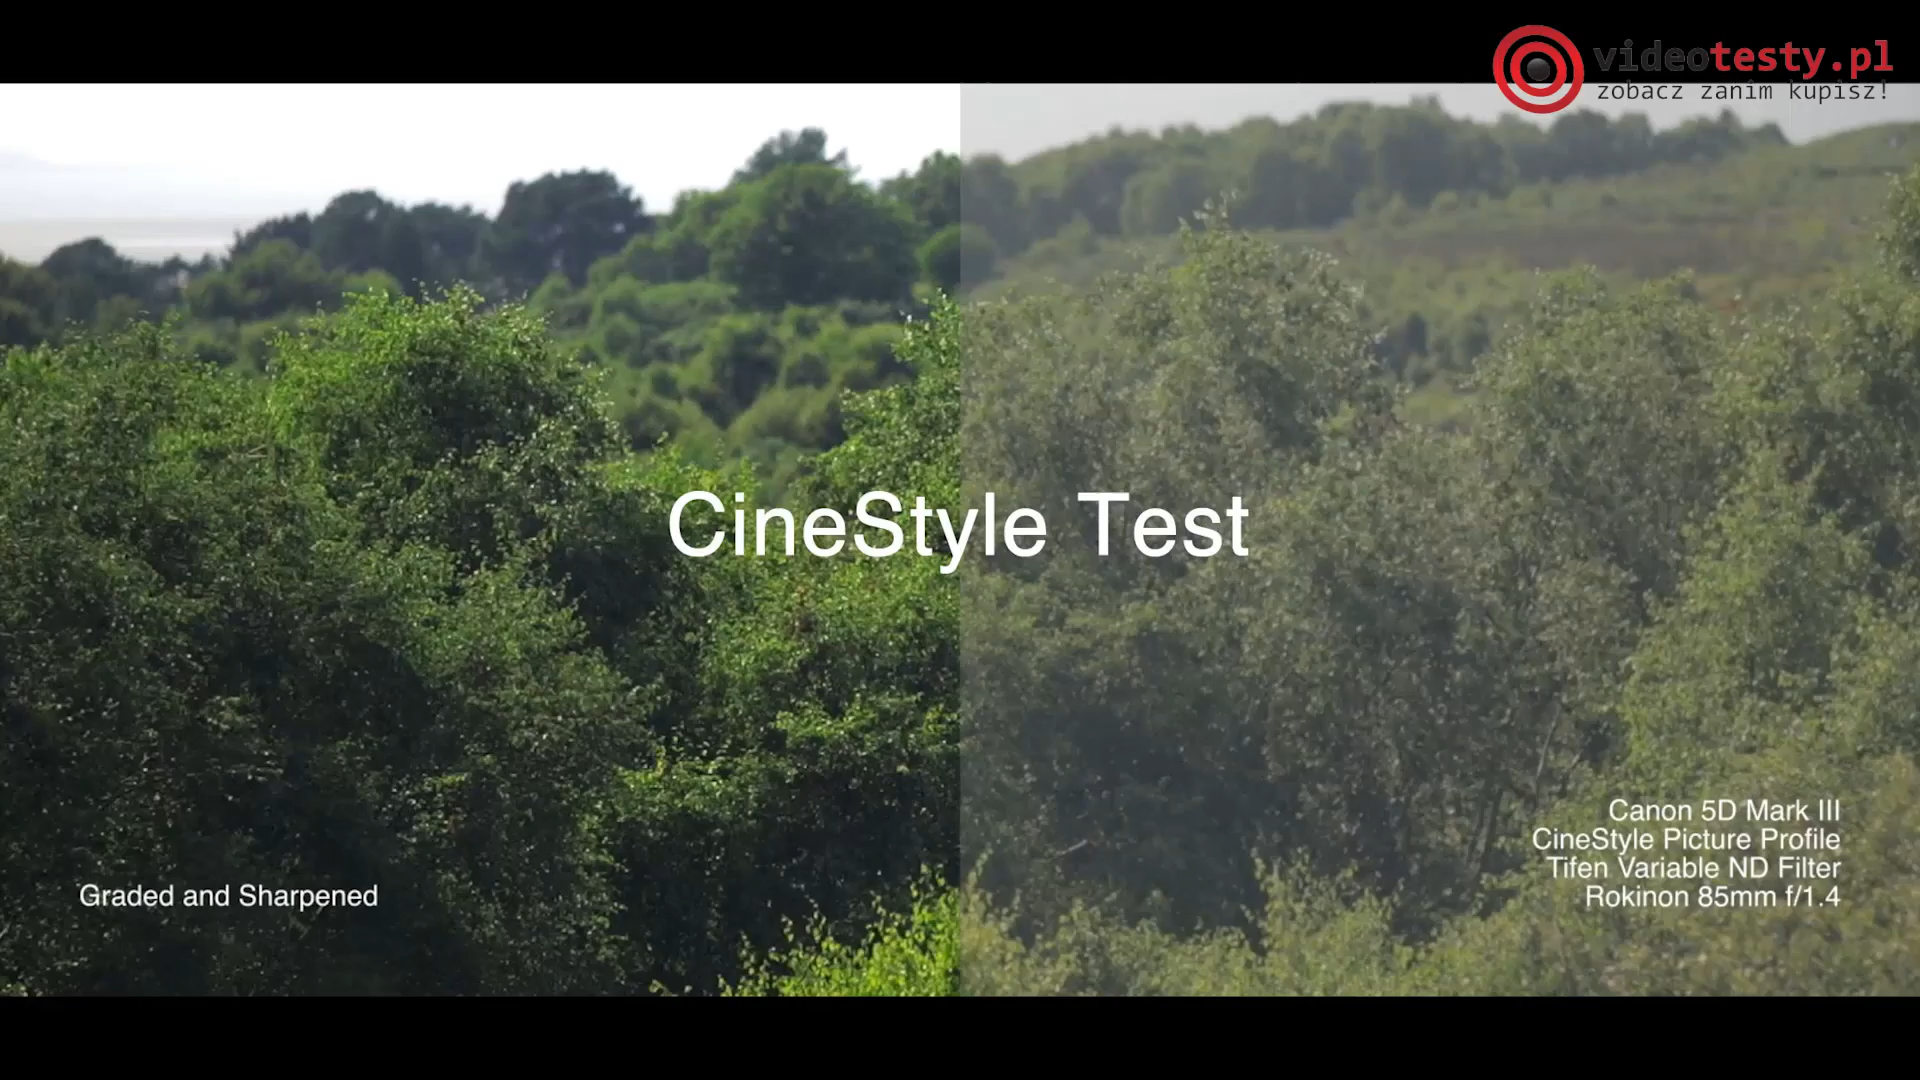 videotesty.pl
zobacz zanim kupisz!
CineStyle Test
Canon 5D Mark III
CineStyle Picture Profile
Tifen Variable ND Filter
Rokinon 85mm f/1.4
Graded and Sharpened